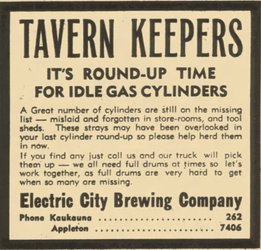 TAVERN KEEPERS
IT'S ROUND-UP TIME
FOR IDLE GAS CYLINDERS
A Great number of cylinders are still on the missing
list — mislaid and forgotten in store-rooms, and tool
sheds. These strays may have been overlooked in
your last cylinder round-up so please help herd them
in now.
If you find any just call us and our truck will pick
them up — we all need full drums at times so let's
work together, as full drums are very hard to get
when so many are missing.
Electric City Brewing Company
Phone Kaukauna .................... 262
Appleton .................... 7406